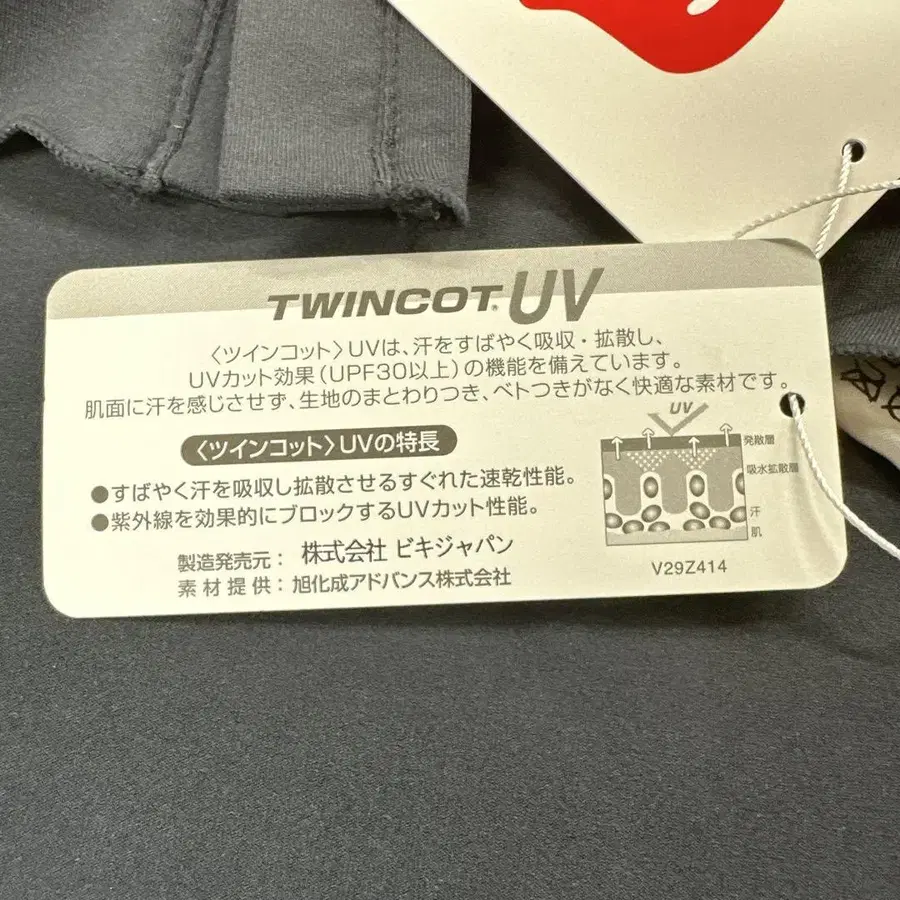 TWINCOT® UV
〈ツインコット〉UVは、汗をすばやく吸収・拡散し、
UVカット効果(UPF30以上)の機能を備えています。
肌面に汗を感じさせず、生地のまとわりつき、ベトつきがなく快適な素材です。
〈ツインコット〉UVの特長
●すばやく汗を吸収し拡散させるすぐれた速乾性能。
●紫外線を効果的にブロックするUVカット性能。
製造発売元: 株式会社 ビキジャパン
素材提供:旭化成アドバンス株式会社
UV
発散層
吸水拡散層
汗
肌
V29Z414